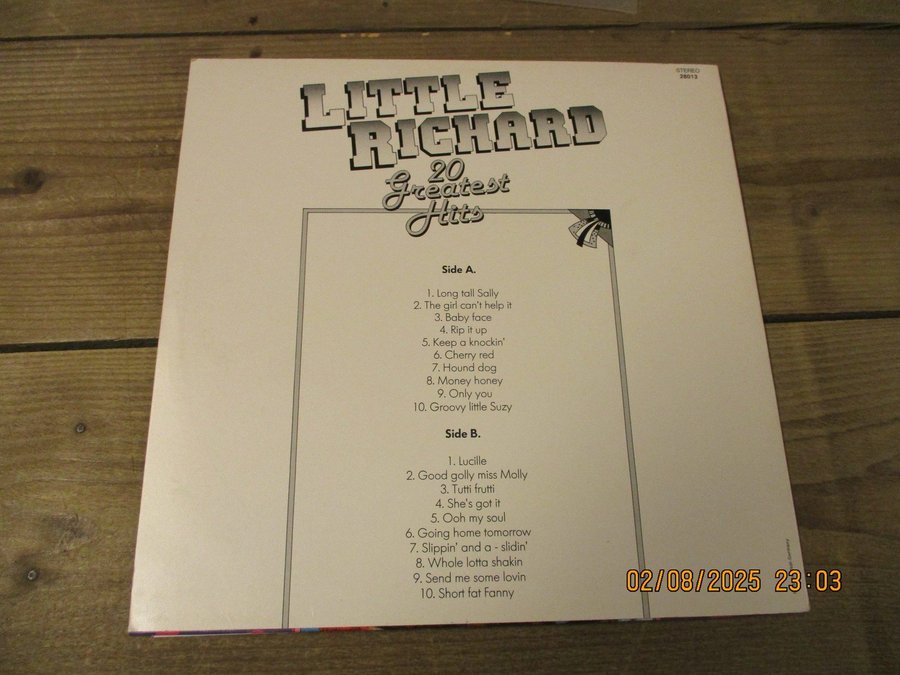 STEREO
28013
LITTLE
RICHARD
20
Greatest
Hits
Side A.
1. Long tall Sally
2. The girl can't help it
3. Baby face
4. Rip it up
5. Keep a knockin'
6. Cherry red
7. Hound dog
8. Money honey
9. Only you
10. Groovy little Suzy
Side B.
1. Lucille
2. Good golly miss Molly
3. Tutti frutti
4. She's got it
5. Ooh my soul
6. Going home tomorrow
7. Slippin' and a - slidin'
8. Whole lotta shakin
9. Send me some lovin
10. Short fat Fanny
Germany
02/08/2025 23:03